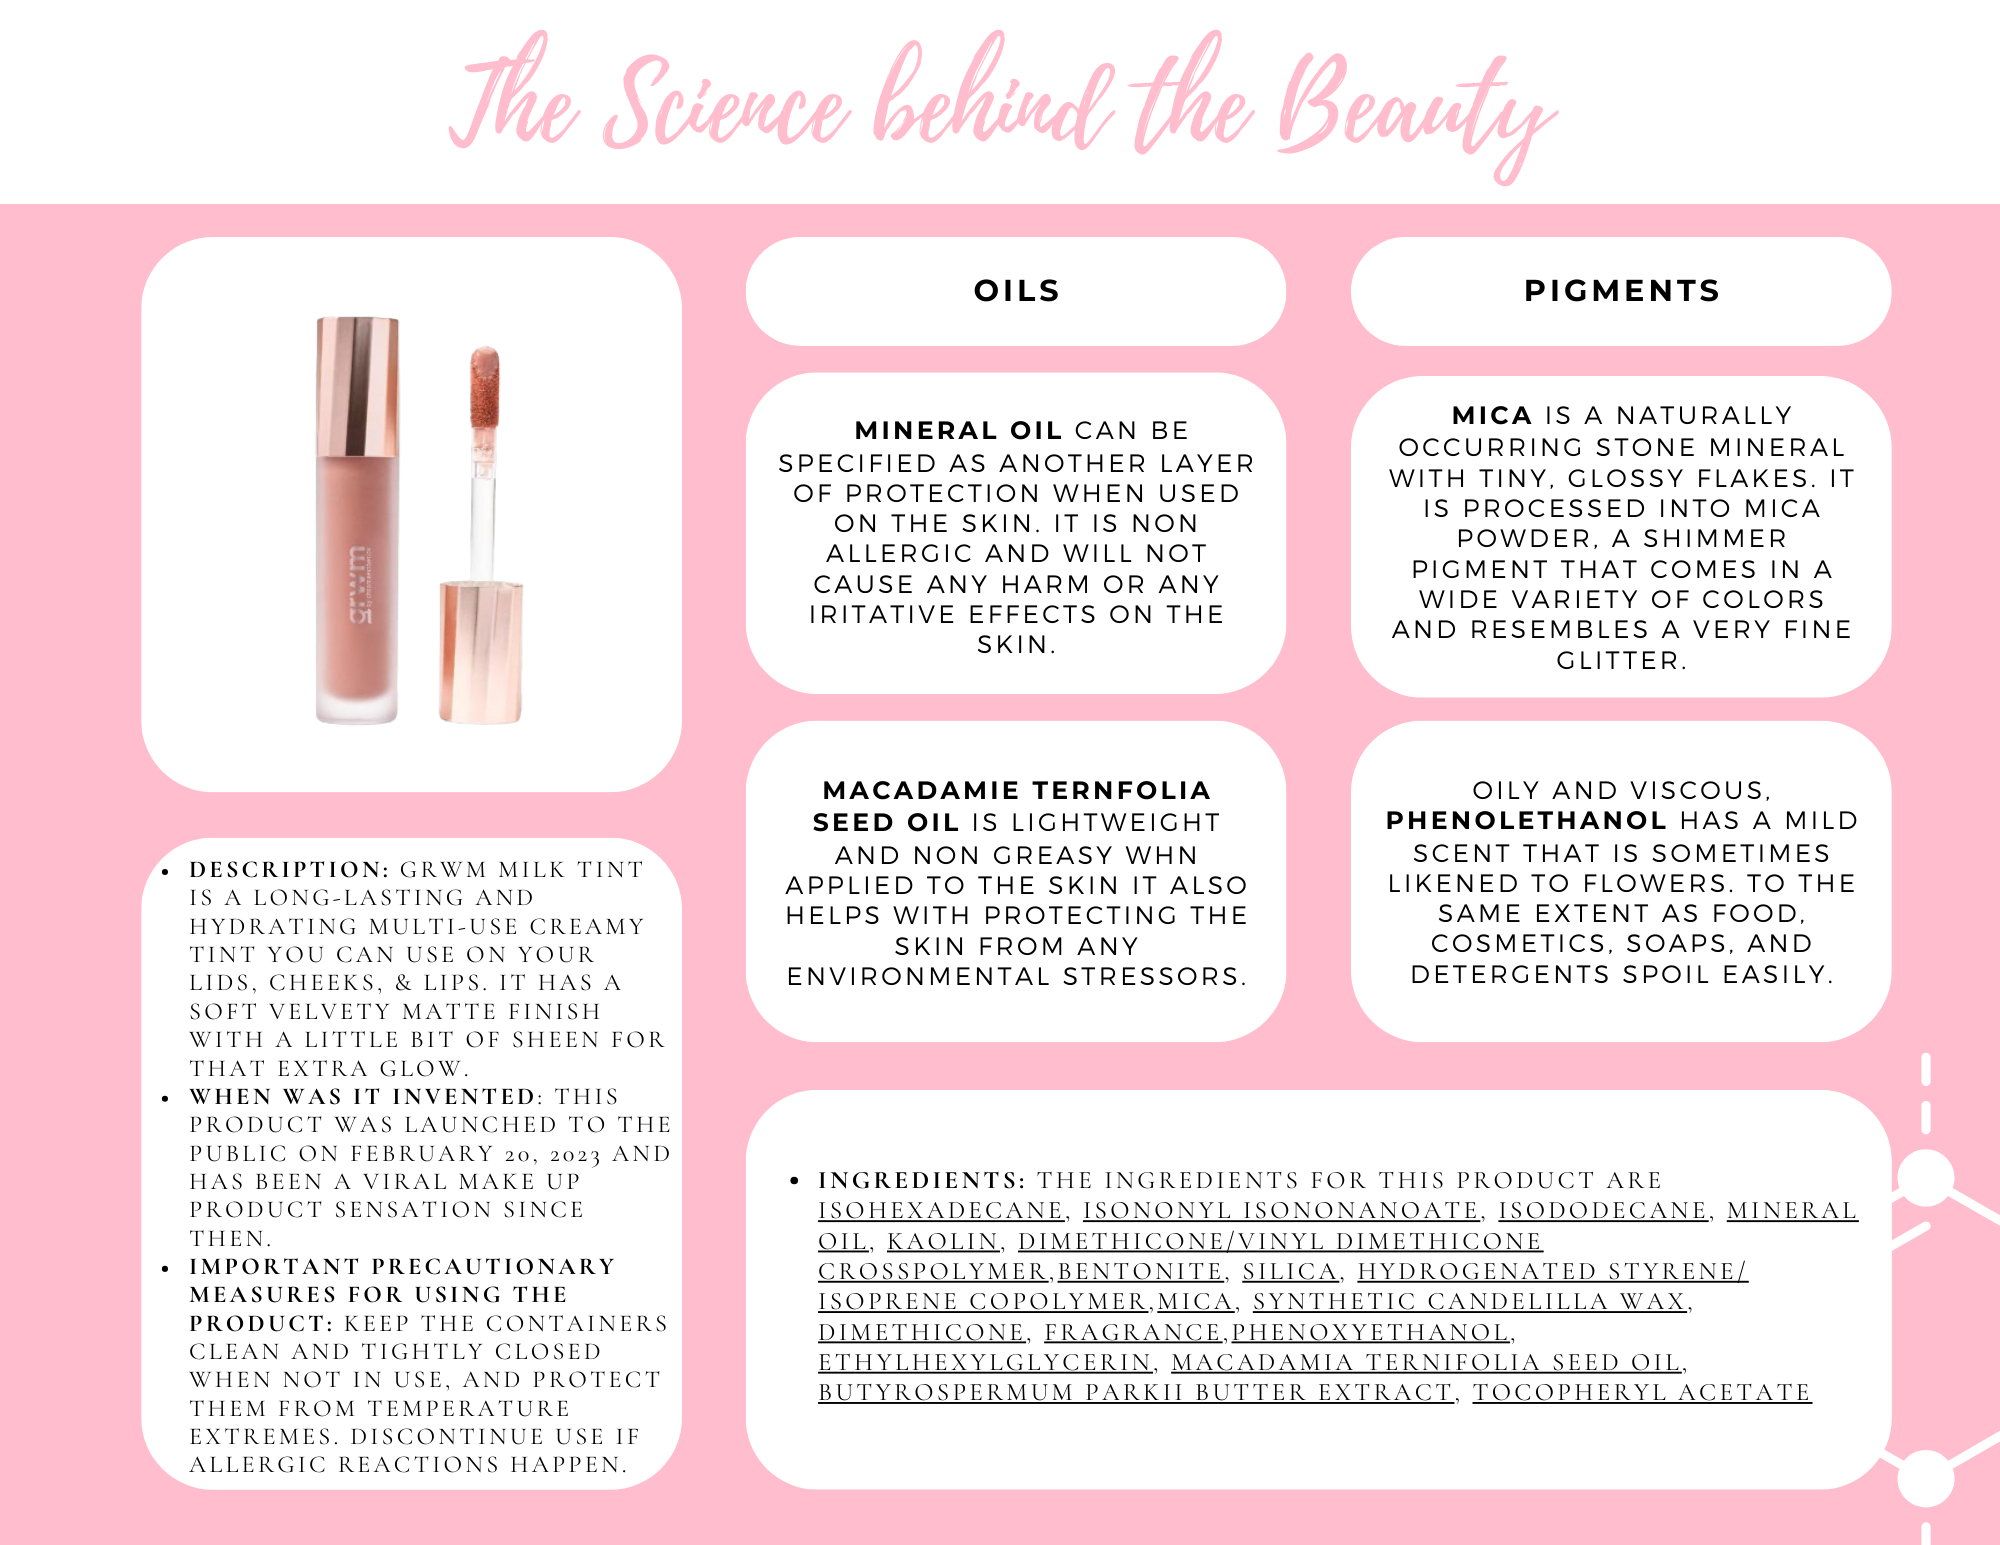 The Science behind the Beauty
grwm
DESCRIPTION: GRWM MILK TINT
IS A LONG-LASTING AND
HYDRATING MULTI-USE CREAMY
TINT YOU CAN USE ON YOUR
LIDS, CHEEKS, & LIPS. IT HAS A
SOFT VELVETY MATTE FINISH
WITH A LITTLE BIT OF SHEEN FOR
THAT EXTRA GLOW.
WHEN WAS IT INVENTED: THIS
PRODUCT WAS LAUNCHED TO THE
PUBLIC ON FEBRUARY 20, 2023 AND
HAS BEEN A VIRAL MAKE UP
PRODUCT SENSATION SINCE
THEN.
IMPORTANT PRECAUTIONARY
MEASURES FOR USING THE
PRODUCT: KEEP THE CONTAINERS
CLEAN AND TIGHTLY CLOSED
WHEN NOT IN USE, AND PROTECT
THEM FROM TEMPERATURE
EXTREMES. DISCONTINUE USE IF
ALLERGIC REACTIONS HAPPEN.
OILS
MINERAL OIL CAN BE
SPECIFIED AS ANOTHER LAYER
OF PROTECTION WHEN USED
ON THE SKIN. IT IS NON
ALLERGIC AND WILL NOT
CAUSE ANY HARM OR ANY
IRITATIVE EFFECTS ON THE
SKIN.
MACADAMIE TERNFOLIA
SEED OIL IS LIGHTWEIGHT
AND NON GREASY WHN
APPLIED TO THE SKIN IT ALSO
HELPS WITH PROTECTING THE
SKIN FROM ANY
ENVIRONMENTAL STRESSORS.
PIGMENTS
MICA IS A NATURALLY
OCCURRING STONE MINERAL
WITH TINY, GLOSSY FLAKES. IT
IS PROCESSED INTO MICA
POWDER, A SHIMMER
PIGMENT THAT COMES IN A
WIDE VARIETY OF COLORS
AND RESEMBLES A VERY FINE
GLITTER.
OILY AND VISCOUS,
PHENOLETHANOL HAS A MILD
SCENT THAT IS SOMETIMES
LIKENED TO FLOWERS. TO THE
SAME EXTENT AS FOOD,
COSMETICS, SOAPS, AND
DETERGENTS SPOIL EASILY.
INGREDIENTS: THE INGREDIENTS FOR THIS PRODUCT ARE
ISOHEXADECANE, ISONONYL ISONONANOATE, ISODODECANE, MINERAL
OIL, KAOLIN, DIMETHICONE/VINYL DIMETHICONE
CROSSPOLYMER,BENTONITE, SILICA, HYDROGENATED STYRENE/
ISOPRENE COPOLYMER,MICA, SYNTHETIC CANDELILLA WAX,
DIMETHICONE, FRAGRANCE,PHENOXYETHANOL,
ETHYLHEXYLGLYCERIN, MACADAMIA TERNIFOLIA SEED OIL,
BUTYROSPERMUM PARKII BUTTER EXTRACT, TOCOPHERYL ACETATE